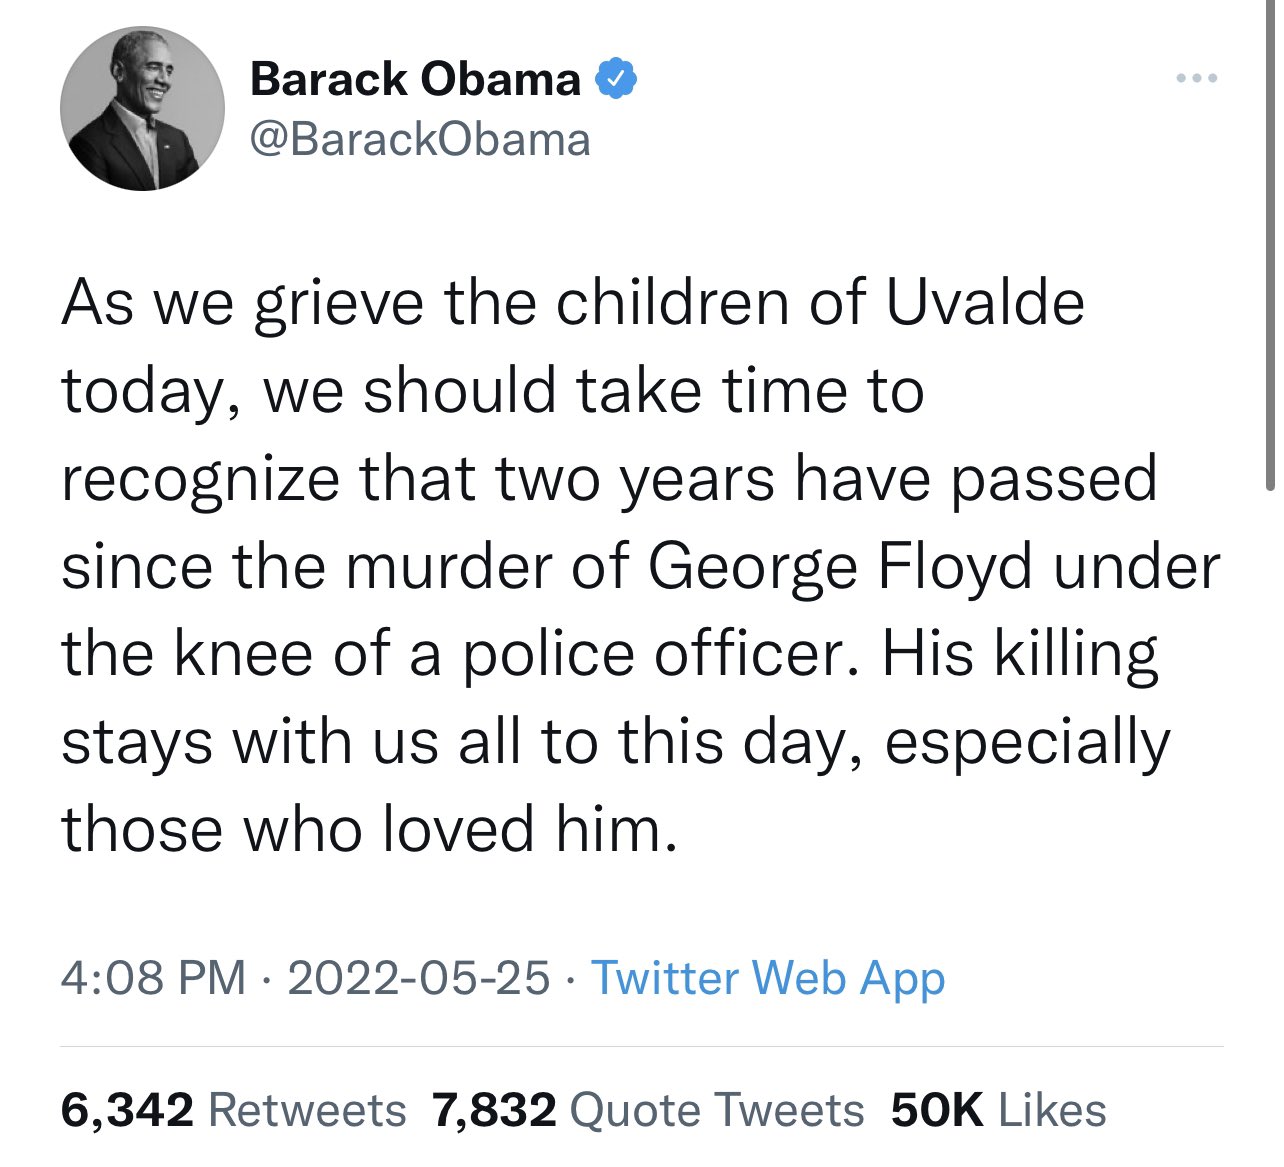 Barack Obama
@BarackObama
As we grieve the children of Uvalde
today, we should take time to
recognize that two years have passed
since the murder of George Floyd under
the knee of a police officer. His killing
stays with us all to this day, especially
those who loved him.
4:08 PM · 2022-05-25 · Twitter Web App
6,342 Retweets 7,832 Quote Tweets 50K Likes